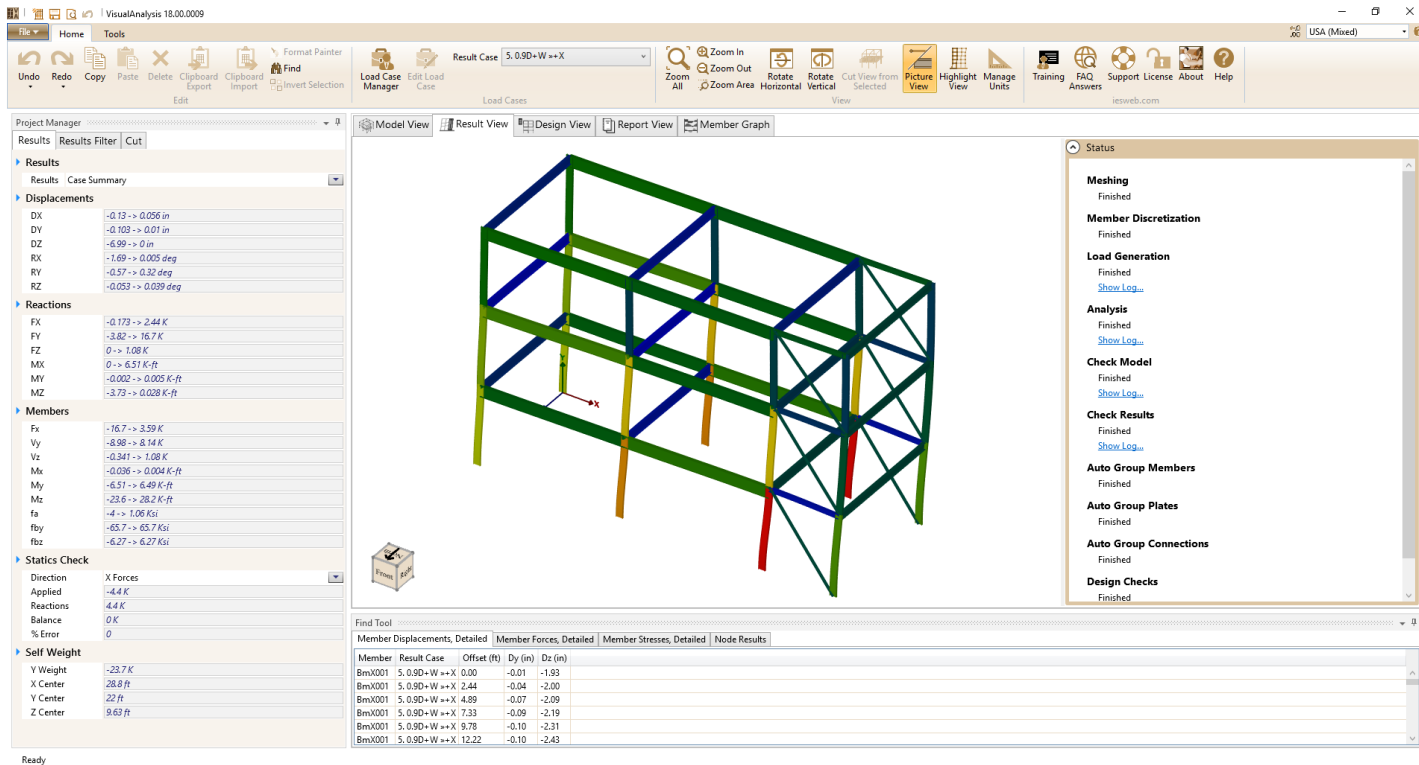 VisualAnalysis 18.00.0009
File Home Tools USA (Mixed)
Undo Redo Copy Paste Delete Clipboard Export Clipboard Import Format Painter Find Invert Selection
Edit
Load Case Manager Edit Load Case Result Case 5. 0.9D+W »+X
Load Cases
Zoom All Zoom In Zoom Out Zoom Area Rotate Horizontal Rotate Vertical Cut View from Selected Picture View Highlight View Manage Units
View
Training FAQ Answers Support License About Help
iesweb.com
Project Manager
Results Results Filter Cut
Results
Results Case Summary
Displacements
DX -0.13 -> 0.056 in
DY -0.103 -> 0.01 in
DZ -6.99 -> 0 in
RX -1.69 -> 0.005 deg
RY -0.57 -> 0.32 deg
RZ -0.053 -> 0.039 deg
Reactions
FX -0.173 -> 2.44 K
FY -3.82 -> 16.7 K
FZ 0 -> 1.08 K
MX 0 -> 6.51 K-ft
MY -0.002 -> 0.005 K-ft
MZ -3.73 -> 0.028 K-ft
Members
Fx -16.7 -> 3.59 K
Vy -8.98 -> 8.14 K
Vz -0.341 -> 1.08 K
Mx -0.036 -> 0.004 K-ft
My -6.51 -> 6.49 K-ft
Mz -23.6 -> 28.2 K-ft
fa -4 -> 1.06 Ksi
fby -65.7 -> 65.7 Ksi
fbz -6.27 -> 6.27 Ksi
Statics Check
Direction X Forces
Applied -4.4 K
Reactions 4.4 K
Balance 0 K
% Error 0
Self Weight
Y Weight -23.7 K
X Center 28.8 ft
Y Center 22 ft
Z Center 9.63 ft
Model View Result View Design View Report View Member Graph
Y
X
Front
Status
Meshing
Finished
Member Discretization
Finished
Load Generation
Finished
Show Log...
Analysis
Finished
Show Log...
Check Model
Finished
Show Log...
Check Results
Finished
Show Log...
Auto Group Members
Finished
Auto Group Plates
Finished
Auto Group Connections
Finished
Design Checks
Finished
Find Tool
Member Displacements, Detailed Member Forces, Detailed Member Stresses, Detailed Node Results
Member Result Case Offset (ft) Dy (in) Dz (in)
BmX001 5. 0.9D+W »+X 0.00 -0.01 -1.93
BmX001 5. 0.9D+W »+X 2.44 -0.04 -2.00
BmX001 5. 0.9D+W »+X 4.89 -0.07 -2.09
BmX001 5. 0.9D+W »+X 7.33 -0.09 -2.19
BmX001 5. 0.9D+W »+X 9.78 -0.10 -2.31
BmX001 5. 0.9D+W »+X 12.22 -0.10 -2.43
Ready